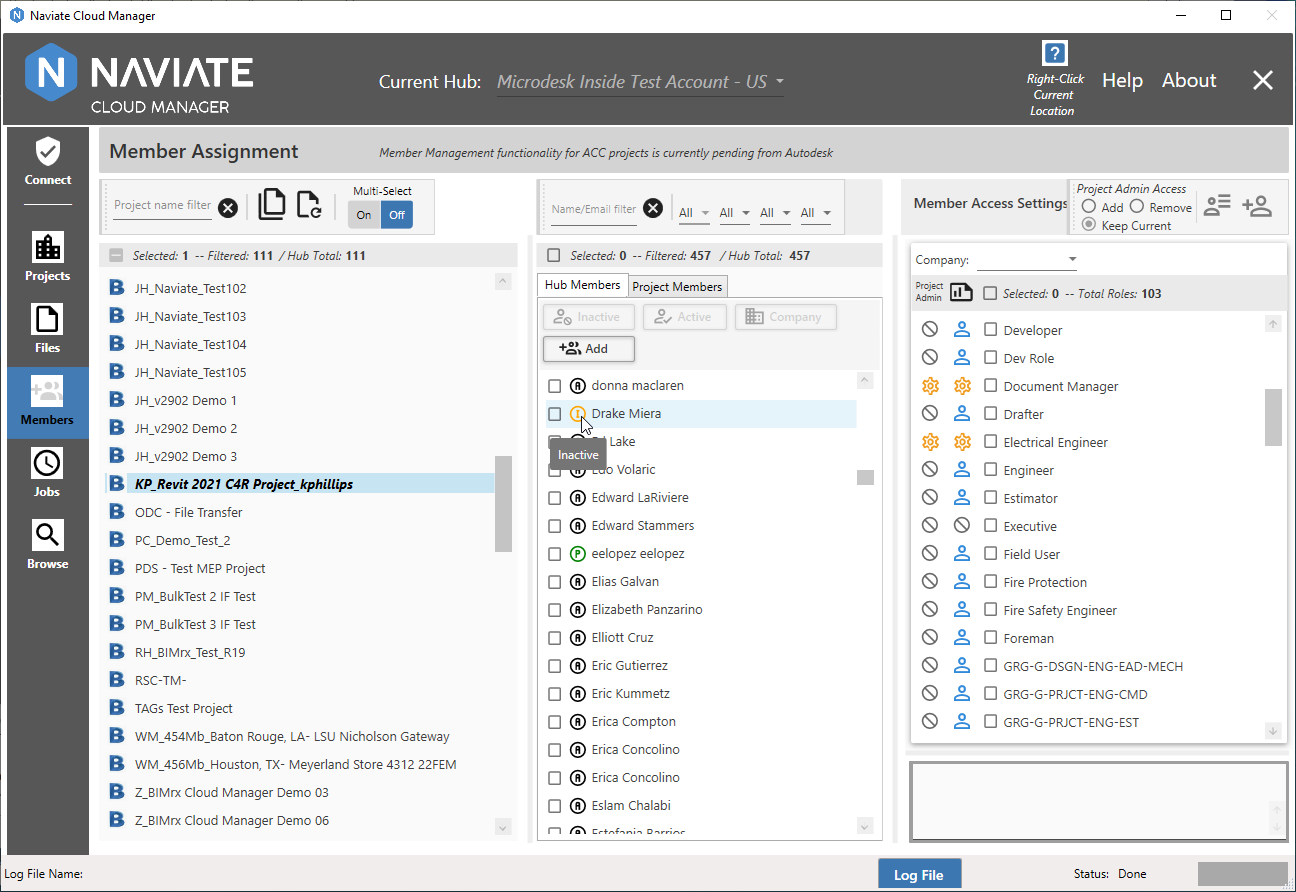 Naviate Cloud Manager
NAVIATE
CLOUD MANAGER
Current Hub: Microdesk Inside Test Account - US
Right-Click
Current
Location
Help
About
Connect
Projects
Files
Members
Jobs
Browse
Member Assignment
Member Management functionality for ACC projects is currently pending from Autodesk
Project name filter
Multi-Select
On
Off
Selected: 1 -- Filtered: 111 / Hub Total: 111
JH_Naviate_Test102
JH_Naviate_Test103
JH_Naviate_Test104
JH_Naviate_Test105
JH_v2902 Demo 1
JH_v2902 Demo 2
JH_v2902 Demo 3
KP_Revit 2021 C4R Project_kphillips
ODC - File Transfer
PC_Demo_Test_2
PDS - Test MEP Project
PM_BulkTest 2 IF Test
PM_BulkTest 3 IF Test
RH_BIMrx_Test_R19
RSC-TM-
TAGs Test Project
WM_454Mb_Baton Rouge, LA- LSU Nicholson Gateway
WM_456Mb_Houston, TX- Meyerland Store 4312 22FEM
Z_BIMrx Cloud Manager Demo 03
Z_BIMrx Cloud Manager Demo 06
Name/Email filter
All
All
All
All
Selected: 0 -- Filtered: 457 / Hub Total: 457
Hub Members
Project Members
Inactive
Active
Company
Add
donna maclaren
Drake Miera
Lake
Inactive
Volaric
Edward LaRiviere
Edward Stammers
eelopez eelopez
Elias Galvan
Elizabeth Panzarino
Elliott Cruz
Eric Gutierrez
Eric Kummetz
Erica Compton
Erica Concolino
Erica Concolino
Eslam Chalabi
Estefania Barrios
Member Access Settings
Project Admin Access
Add
Remove
Keep Current
Company:
Project
Admin
Selected: 0 -- Total Roles: 103
Developer
Dev Role
Document Manager
Drafter
Electrical Engineer
Engineer
Estimator
Executive
Field User
Fire Protection
Fire Safety Engineer
Foreman
GRG-G-DSGN-ENG-EAD-MECH
GRG-G-PRJCT-ENG-CMD
GRG-G-PRJCT-ENG-EST
Log File Name:
Log File
Status: Done